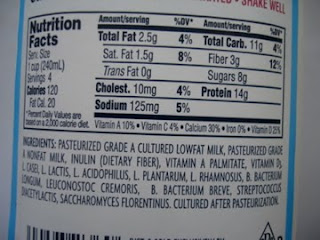 SHAKE WELL
Nutrition Facts
Serv. Size
1 cup (240mL)
Servings 4
Calories 120
Fat Cal. 20
*Percent Daily Values are
based on a 2,000 calorie diet.
Amount/serving %DV* Amount/serving %DV*
Total Fat 2.5g 4% Total Carb. 11g 4%
Sat. Fat 1.5g 8% Fiber 3g 12%
Trans Fat 0g Sugars 8g
Cholest. 10mg 4% Protein 14g
Sodium 125mg 5%
Vitamin A 10% • Vitamin C 4% • Calcium 30% • Iron 0% • Vitamin D 25%
INGREDIENTS: PASTEURIZED GRADE A CULTURED LOWFAT MILK, PASTEURIZED GRADE
A NONFAT MILK, INULIN (DIETARY FIBER), VITAMIN A PALMITATE, VITAMIN D3,
L. CASEI, L. LACTIS, L. ACIDOPHILUS, L. PLANTARUM, L. RHAMNOSUS, B. BACTERIUM
LONGUM, LEUCONOSTOC CREMORIS, B. BACTERIUM BREVE, STREPTOCOCCUS
DIACETYLACTIS, SACCHAROMYCES FLORENTINUS. CULTURED AFTER PASTEURIZATION.